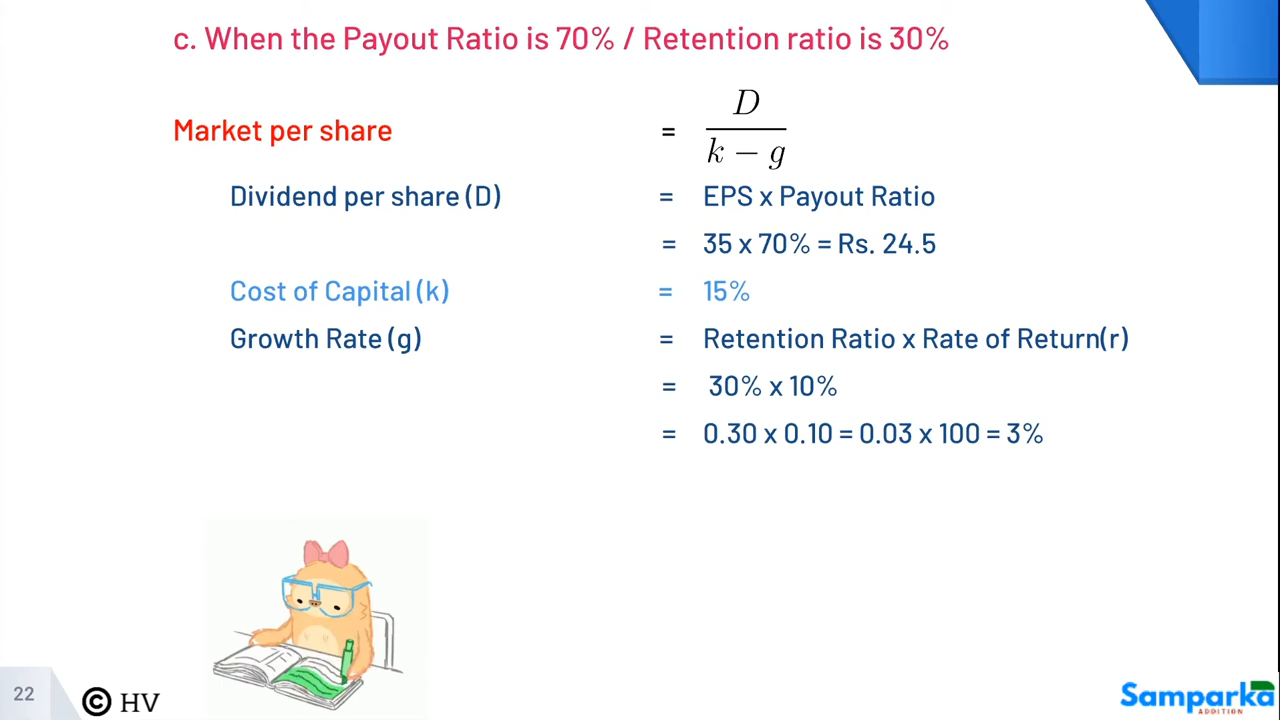 c. When the Payout Ratio is 70% / Retention ratio is 30%
Market per share = D / k − g
Dividend per share (D) = EPS x Payout Ratio
= 35 x 70% = Rs. 24.5
Cost of Capital (k) = 15%
Growth Rate (g) = Retention Ratio x Rate of Return(r)
= 30% x 10%
= 0.30 x 0.10 = 0.03 x 100 = 3%
22
© HV
Samparka
ADDITION